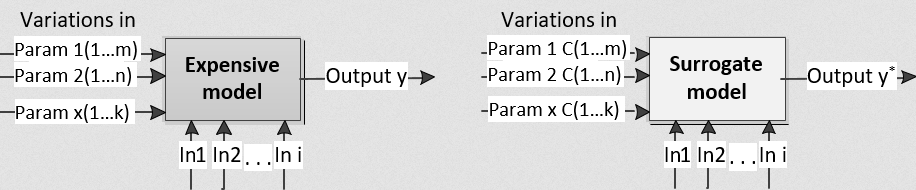 Variations in
Param 1(1...m)
Param 2(1...n)
Param x(1...k)
Expensive
model
Output y
In1 In2 ... In i
Variations in
Param 1 C(1...m)
Param 2 C(1...n)
Param x C(1...k)
Surrogate
model
Output y*
In1 In2 ... In i